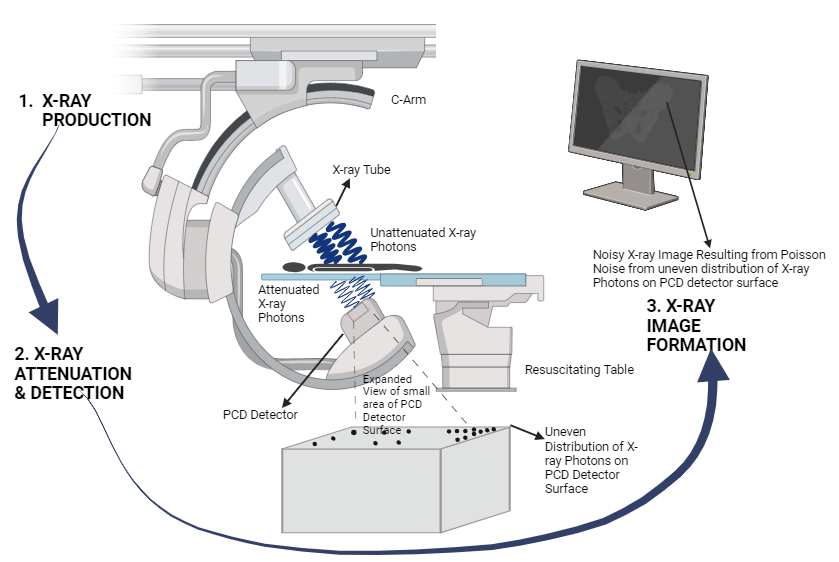 1. X-RAY
PRODUCTION
C-Arm
X-ray Tube
Unattenuated X-ray
Photons
Attenuated
X-ray
Photons
Noisy X-ray Image Resulting from Poisson
Noise from uneven distribution of X-ray
Photons on PCD detector surface
3. X-RAY
IMAGE
FORMATION
2. X-RAY
ATTENUATION
& DETECTION
Resuscitating Table
PCD Detector
Expanded
View of small
area of PCD
Detector
Surface
Uneven
Distribution of X-
ray Photons on
PCD Detector
Surface